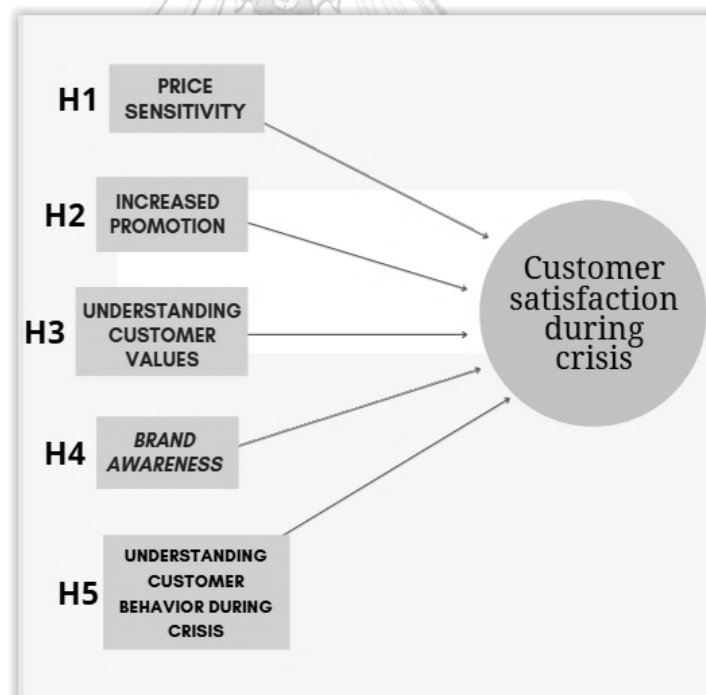 H1
PRICE
SENSITIVITY
H2
INCREASED
PROMOTION
H3
UNDERSTANDING
CUSTOMER
VALUES
H4
BRAND
AWARENESS
H5
UNDERSTANDING
CUSTOMER
BEHAVIOR DURING
CRISIS
Customer
satisfaction
during
crisis